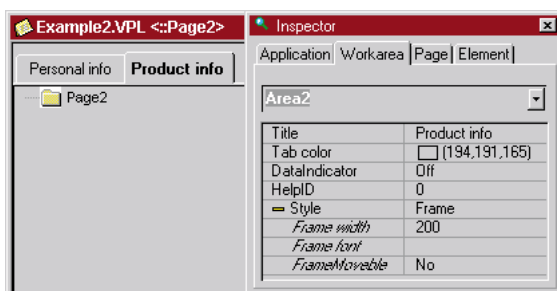 Example2.VPL <::Page2>
Personal info Product info
Page2
Inspector
Application Workarea Page Element
Area2
Title Product info
Tab color (194,191,165)
DataIndicator Off
HelpID 0
Style Frame
Frame width 200
Frame font
FrameMoveble No